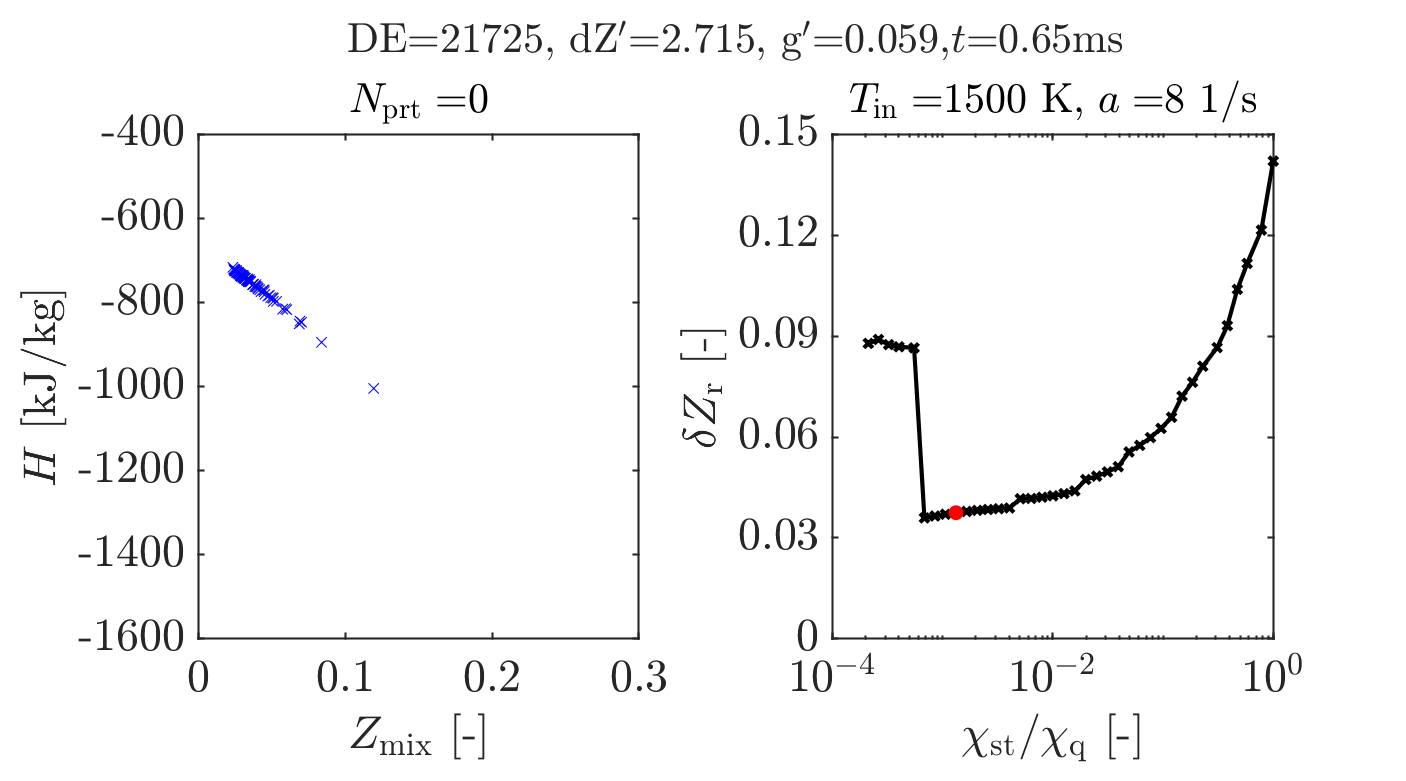 DE=21725, dZ′=2.715, g′=0.059,t=0.65ms
N_prt =0
-400
-600
-800
-1000
-1200
-1400
-1600
H [kJ/kg]
0 0.1 0.2 0.3
Z_mix [-]
T_in =1500 K, a =8 1/s
0.15
0.12
0.09
0.06
0.03
0
δZ_r [-]
10^−4 10^−2 10^0
χ_st/χ_q [-]